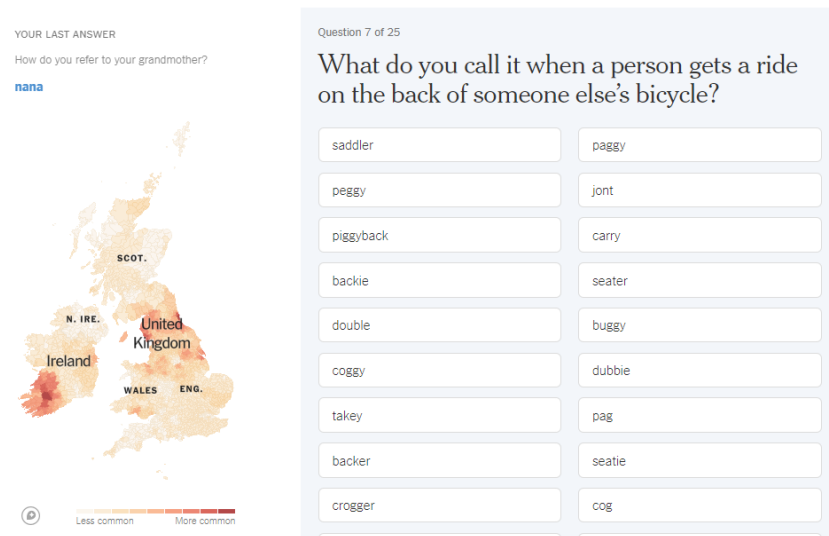 YOUR LAST ANSWER
How do you refer to your grandmother?
nana
SCOT.
N. IRE.
United
Kingdom
Ireland
WALES
ENG.
Less common
More common
Question 7 of 25
What do you call it when a person gets a ride
on the back of someone else’s bicycle?
saddler
paggy
peggy
jont
piggyback
carry
backie
seater
double
buggy
coggy
dubbie
takey
pag
backer
seatie
crogger
cog